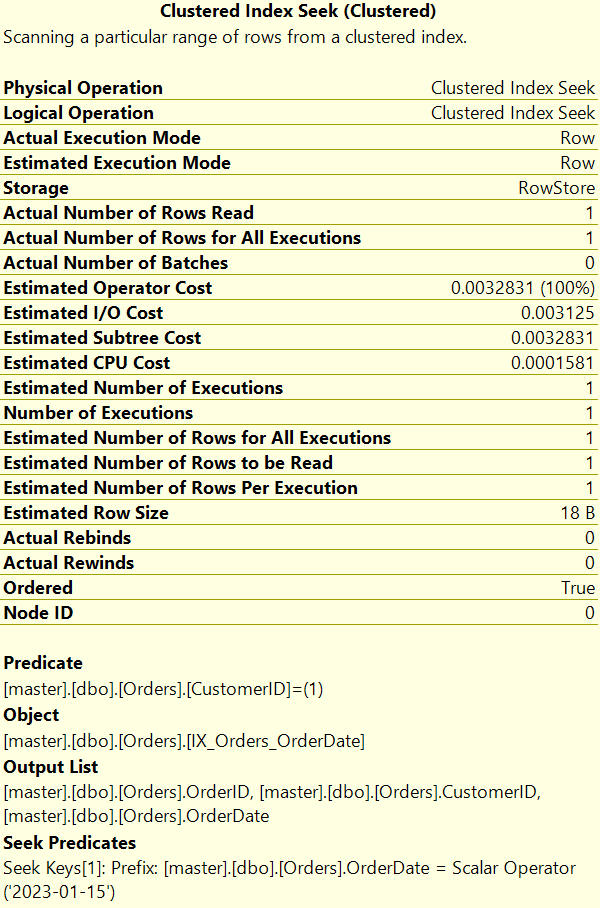 Clustered Index Seek (Clustered)
Scanning a particular range of rows from a clustered index.
Physical Operation Clustered Index Seek
Logical Operation Clustered Index Seek
Actual Execution Mode Row
Estimated Execution Mode Row
Storage RowStore
Actual Number of Rows Read 1
Actual Number of Rows for All Executions 1
Actual Number of Batches 0
Estimated Operator Cost 0.0032831 (100%)
Estimated I/O Cost 0.003125
Estimated Subtree Cost 0.0032831
Estimated CPU Cost 0.0001581
Estimated Number of Executions 1
Number of Executions 1
Estimated Number of Rows for All Executions 1
Estimated Number of Rows to be Read 1
Estimated Number of Rows Per Execution 1
Estimated Row Size 18 B
Actual Rebinds 0
Actual Rewinds 0
Ordered True
Node ID 0
Predicate
[master].[dbo].[Orders].[CustomerID]=(1)
Object
[master].[dbo].[Orders].[IX_Orders_OrderDate]
Output List
[master].[dbo].[Orders].OrderID, [master].[dbo].[Orders].CustomerID,
[master].[dbo].[Orders].OrderDate
Seek Predicates
Seek Keys[1]: Prefix: [master].[dbo].[Orders].OrderDate = Scalar Operator
('2023-01-15')